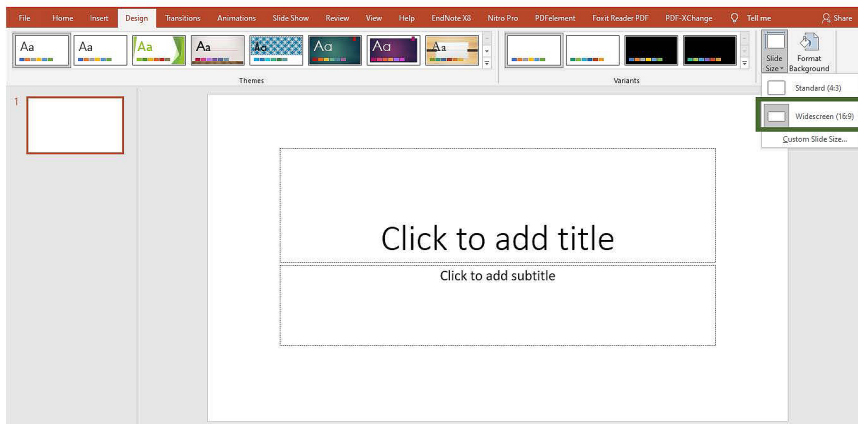 File Home Insert Design Transitions Animations Slide Show Review View Help EndNote X8 Nitro Pro PDFelement Foxit Reader PDF PDF-XChange Tell me Share
Aa Aa Aa Aa Aa Aa Aa Aa
Slide Size
Format Background
Themes
Variants
Standard (4:3)
Widescreen (16:9)
Custom Slide Size...
1
Click to add title
Click to add subtitle